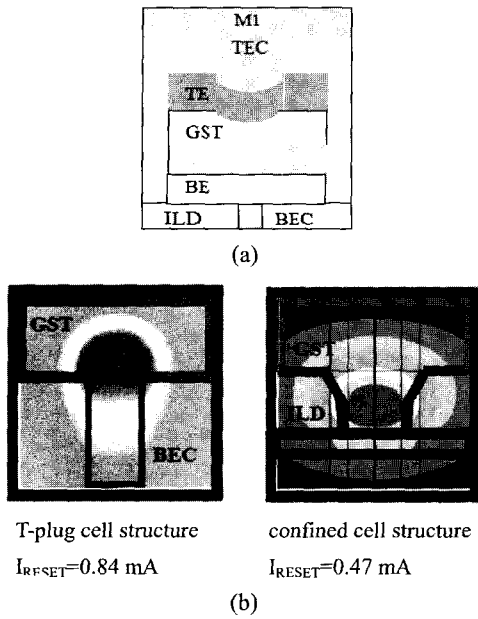 M1
TEC
TE
GST
BE
ILD BEC
(a)
GST
BEC
GST
ILD
T-plug cell structure
I_RESET=0.84 mA
confined cell structure
I_RESET=0.47 mA
(b)